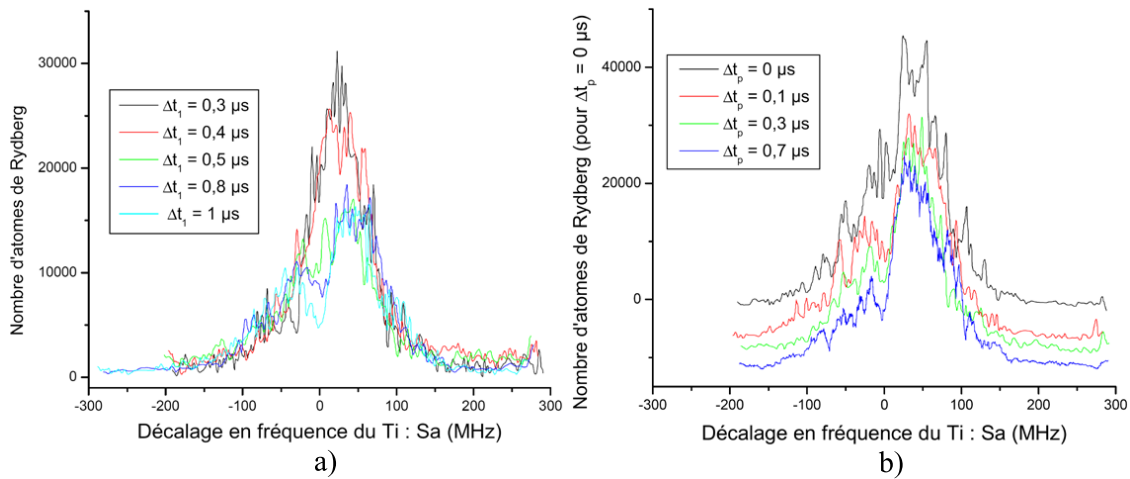 Nombre d'atomes de Rydberg
30000
20000
10000
0
Δt₁ = 0,3 µs
Δt₁ = 0,4 µs
Δt₁ = 0,5 µs
Δt₁ = 0,8 µs
Δt₁ = 1 µs
-300 -200 -100 0 100 200 300
Décalage en fréquence du Ti : Sa (MHz)
a)
Nombre d'atomes de Rydberg (pour Δtₚ = 0 µs)
40000
20000
0
Δtₚ = 0 µs
Δtₚ = 0,1 µs
Δtₚ = 0,3 µs
Δtₚ = 0,7 µs
-300 -200 -100 0 100 200 300
Décalage en fréquence du Ti : Sa (MHz)
b)